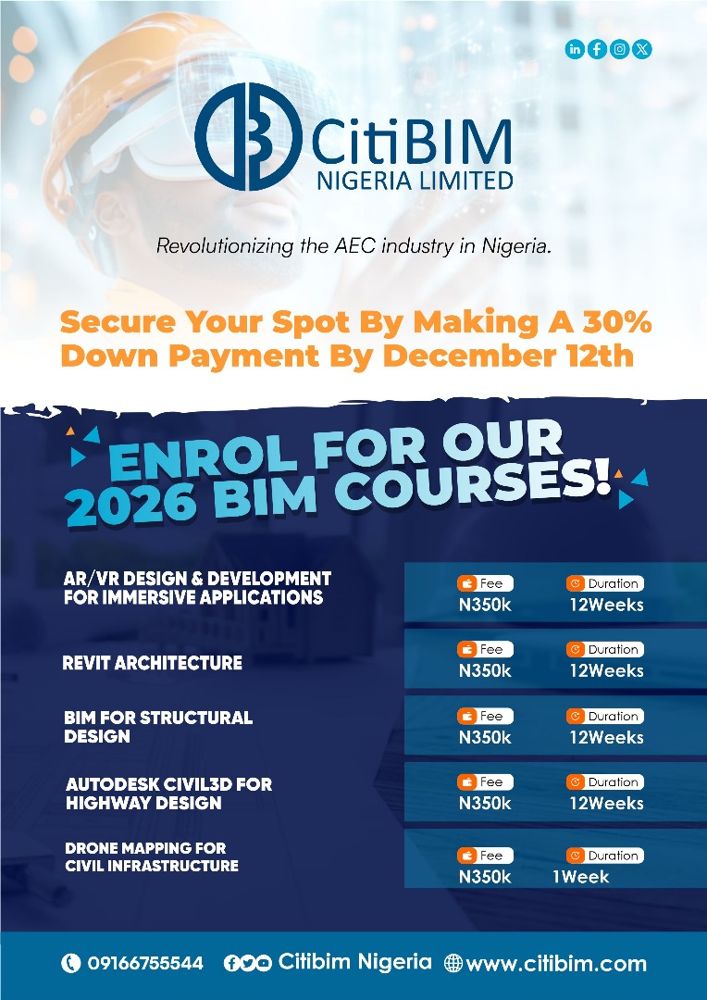 CitiBIM
NIGERIA LIMITED
Revolutionizing the AEC industry in Nigeria.
Secure Your Spot By Making A 30%
Down Payment By December 12th
ENROL FOR OUR
2026 BIM COURSES!
AR/VR DESIGN & DEVELOPMENT
FOR IMMERSIVE APPLICATIONS
Fee Duration
N350k 12Weeks
REVIT ARCHITECTURE
Fee Duration
N350k 12Weeks
BIM FOR STRUCTURAL
DESIGN
Fee Duration
N350k 12Weeks
AUTODESK CIVIL3D FOR
HIGHWAY DESIGN
Fee Duration
N350k 12Weeks
DRONE MAPPING FOR
CIVIL INFRASTRUCTURE
Fee Duration
N350k 1Week
09166755544 Citibim Nigeria www.citibim.com